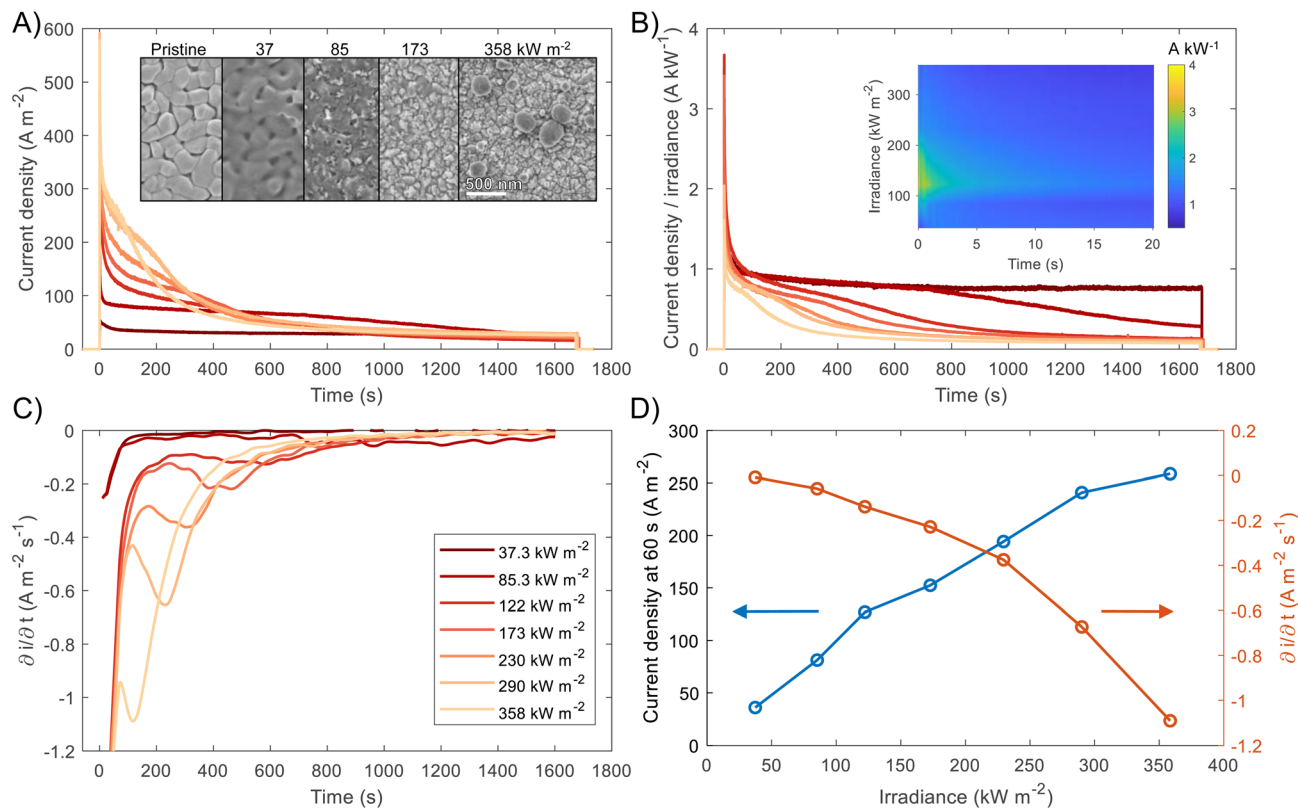 A)
600
500
400
300
200
100
0
Current density (A m-2)
Pristine 37 85 173 358 kW m-2
500 nm
0 200 400 600 800 1000 1200 1400 1600 1800
Time (s)
B)
4
3
2
1
0
Current density / irradiance (A kW-1)
A kW-1
4
3
2
1
300
200
100
Irradiance (kW m-2)
0 5 10 15 20
Time (s)
0 200 400 600 800 1000 1200 1400 1600 1800
Time (s)
C)
0
-0.2
-0.4
-0.6
-0.8
-1
-1.2
∂ i/∂ t (A m-2 s-1)
37.3 kW m-2
85.3 kW m-2
122 kW m-2
173 kW m-2
230 kW m-2
290 kW m-2
358 kW m-2
0 200 400 600 800 1000 1200 1400 1600 1800
Time (s)
D)
300
250
200
150
100
50
0
Current density at 60 s (A m-2)
0.2
0
-0.2
-0.4
-0.6
-0.8
-1
-1.2
∂ i/∂ t (A m-2 s-1)
0 50 100 150 200 250 300 350 400
Irradiance (kW m-2)